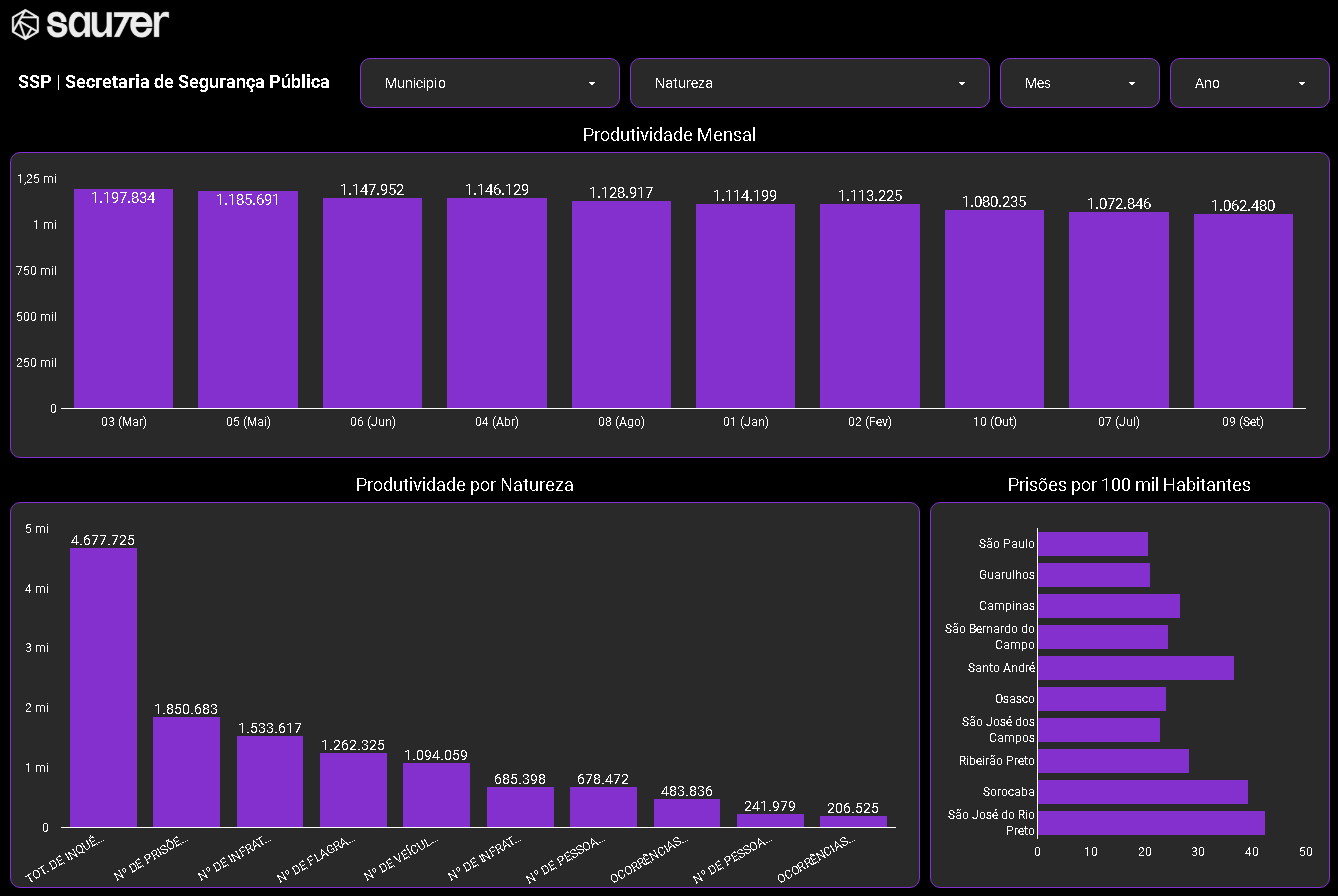 sau7er
SSP | Secretaria de Segurança Pública
Municipio
Natureza
Mes
Ano
Produtividade Mensal
1,25 mi
1 mi
750 mil
500 mil
250 mil
0
1.197.834
1.185.691
1.147.952
1.146.129
1.128.917
1.114.199
1.113.225
1.080.235
1.072.846
1.062.480
03 (Mar)
05 (Mai)
06 (Jun)
04 (Abr)
08 (Ago)
01 (Jan)
02 (Fev)
10 (Out)
07 (Jul)
09 (Set)
Produtividade por Natureza
5 mi
4 mi
3 mi
2 mi
1 mi
0
4.677.725
1.850.683
1.533.617
1.262.325
1.094.059
685.398
678.472
483.836
241.979
206.525
TOT. DE INQUÉ...
Nº DE PRISÕE...
Nº DE INFRAT...
Nº DE FLAGRA...
Nº DE VEÍCUL...
Nº DE INFRAT...
Nº DE PESSOA...
OCORRÊNCIAS...
Nº DE PESSOA...
OCORRÊNCIAS...
Prisões por 100 mil Habitantes
São Paulo
Guarulhos
Campinas
São Bernardo do
Campo
Santo André
Osasco
São José dos
Campos
Ribeirão Preto
Sorocaba
São José do Rio
Preto
0
10
20
30
40
50